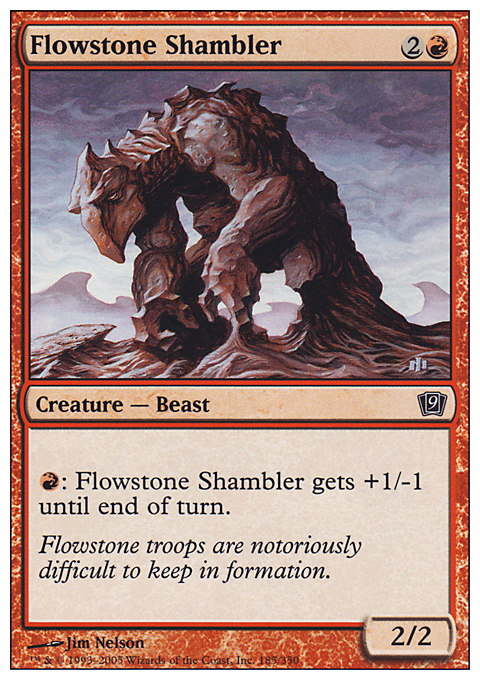 Flowstone Shambler 2
Creature — Beast 9
: Flowstone Shambler gets +1/-1
until end of turn.
Flowstone troops are notoriously
difficult to keep in formation.
2/2
Jim Nelson
™ & © 1993-2005 Wizards of the Coast, Inc. 185/350